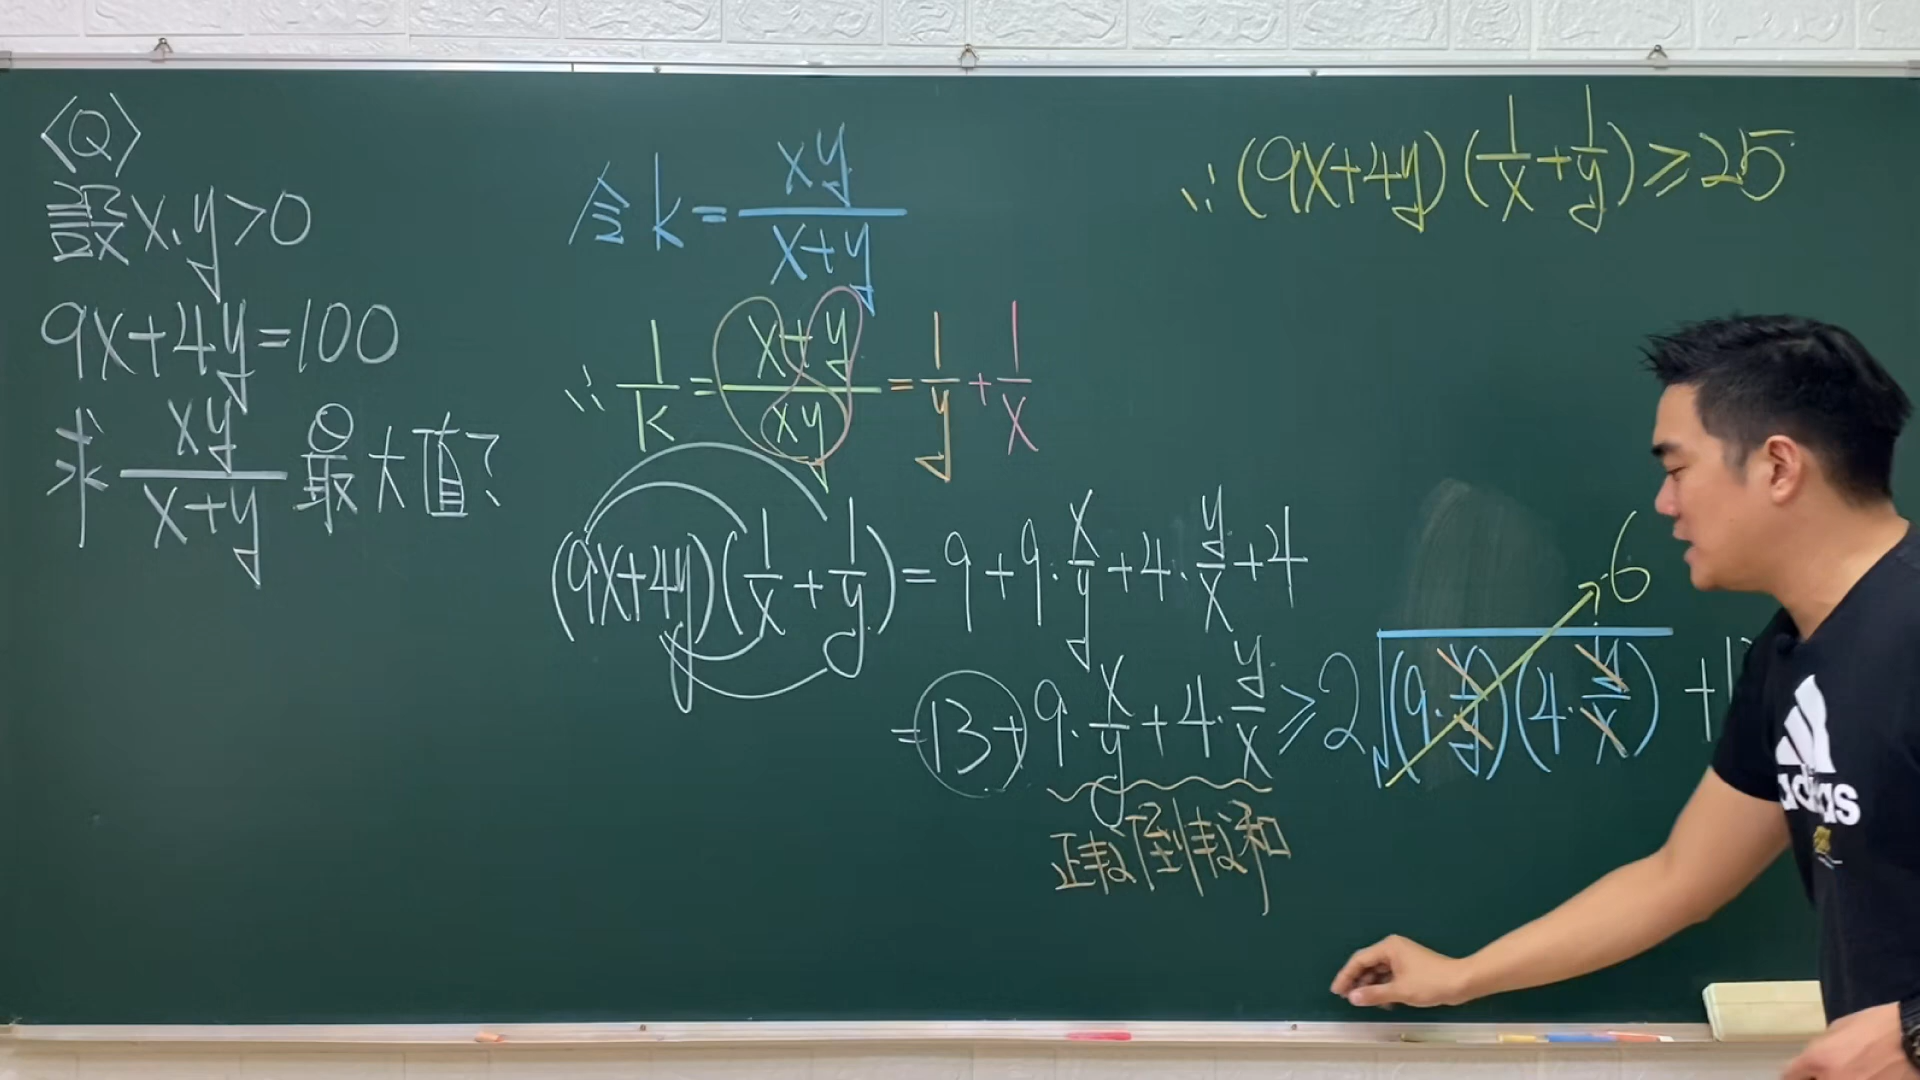 〈Q〉
設x、y>0
9x+4y=100
求 xy/(x+y) 最大值?
令 k = xy/(x+y)
∵ 1/k = (x+y)/xy = 1/y + 1/x
(9x+4y)(1/x + 1/y) = 9 + 9·x/y + 4·y/x + 4
= 13 + 9·x/y + 4·y/x ≥ 2√((9·x/y)(4·y/x)) + 1
6
正數倒數和
∵ (9x+4y)(1/x + 1/y) ≥ 25
adidas